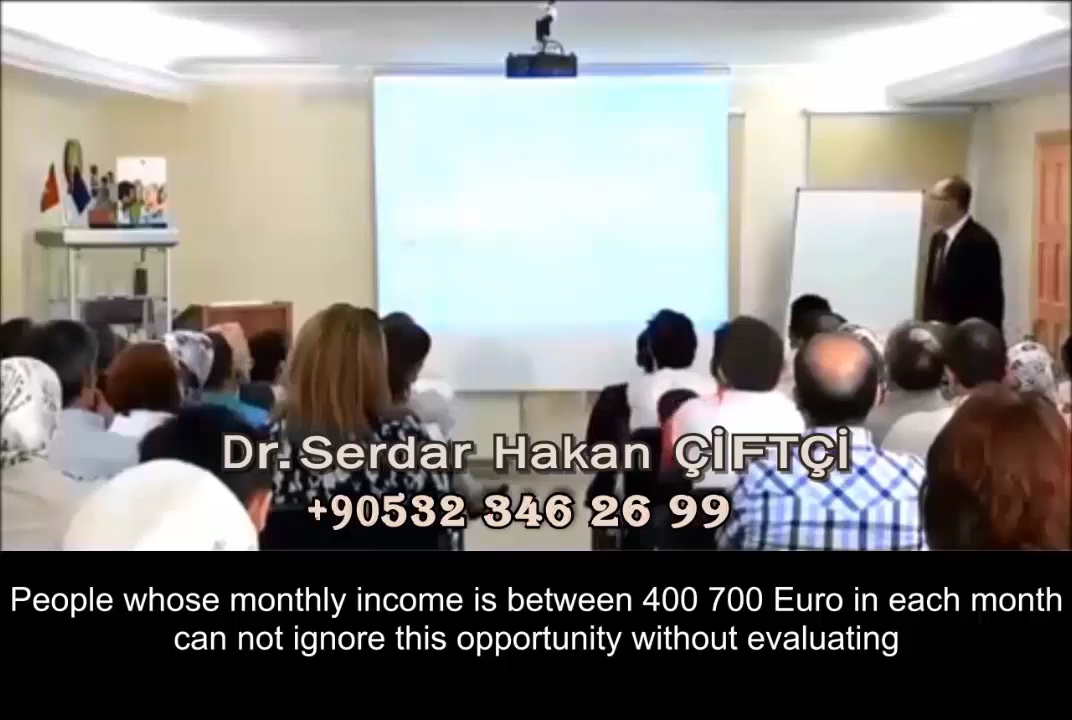 Dr. Serdar Hakan ÇİFTÇİ
+90532 346 26 99
People whose monthly income is between 400 700 Euro in each month
can not ignore this opportunity without evaluating